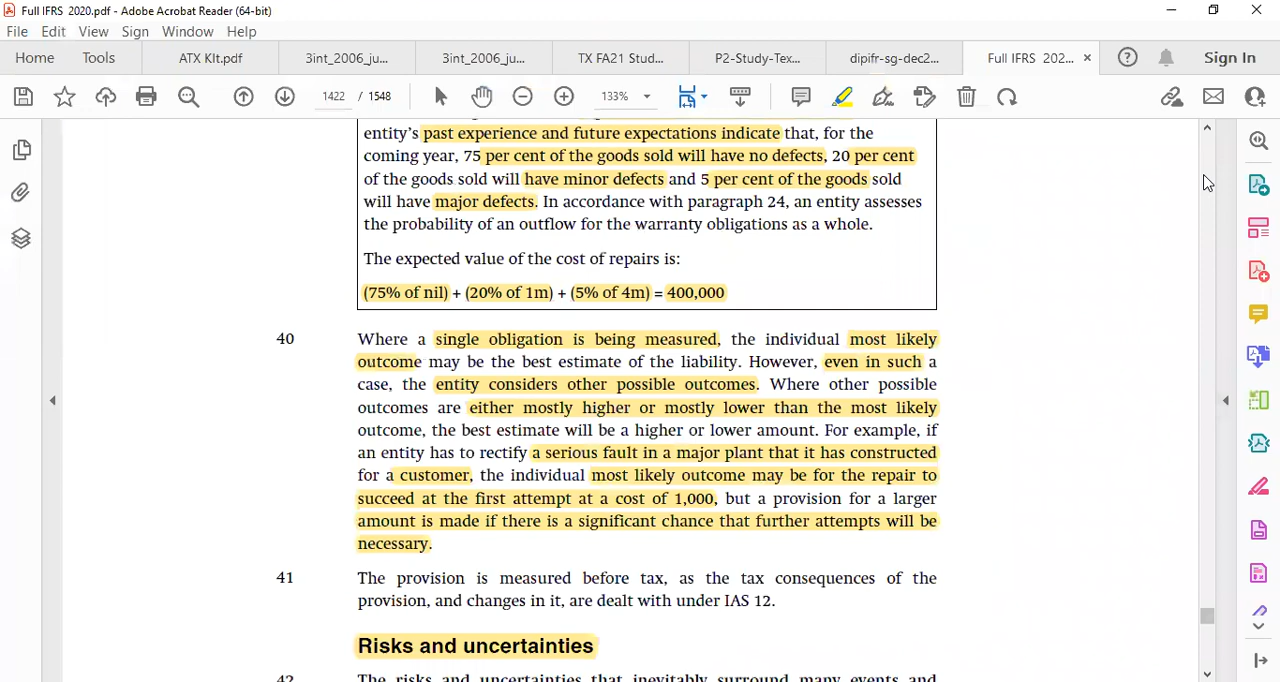 Full IFRS 2020.pdf - Adobe Acrobat Reader (64-bit)
File Edit View Sign Window Help
Home Tools ATX KIt.pdf 3int_2006_ju... 3int_2006_ju... TX FA21 Stud... P2-Study-Tex... dipifr-sg-dec2... Full IFRS 202... × Sign In
1422 / 1548 133%
entity's past experience and future expectations indicate that, for the
coming year, 75 per cent of the goods sold will have no defects, 20 per cent
of the goods sold will have minor defects and 5 per cent of the goods sold
will have major defects. In accordance with paragraph 24, an entity assesses
the probability of an outflow for the warranty obligations as a whole.
The expected value of the cost of repairs is:
(75% of nil) + (20% of 1m) + (5% of 4m) = 400,000
40 Where a single obligation is being measured, the individual most likely
outcome may be the best estimate of the liability. However, even in such a
case, the entity considers other possible outcomes. Where other possible
outcomes are either mostly higher or mostly lower than the most likely
outcome, the best estimate will be a higher or lower amount. For example, if
an entity has to rectify a serious fault in a major plant that it has constructed
for a customer, the individual most likely outcome may be for the repair to
succeed at the first attempt at a cost of 1,000, but a provision for a larger
amount is made if there is a significant chance that further attempts will be
necessary.
41 The provision is measured before tax, as the tax consequences of the
provision, and changes in it, are dealt with under IAS 12.
Risks and uncertainties
42 The risks and uncertainties that inevitably surround many events and